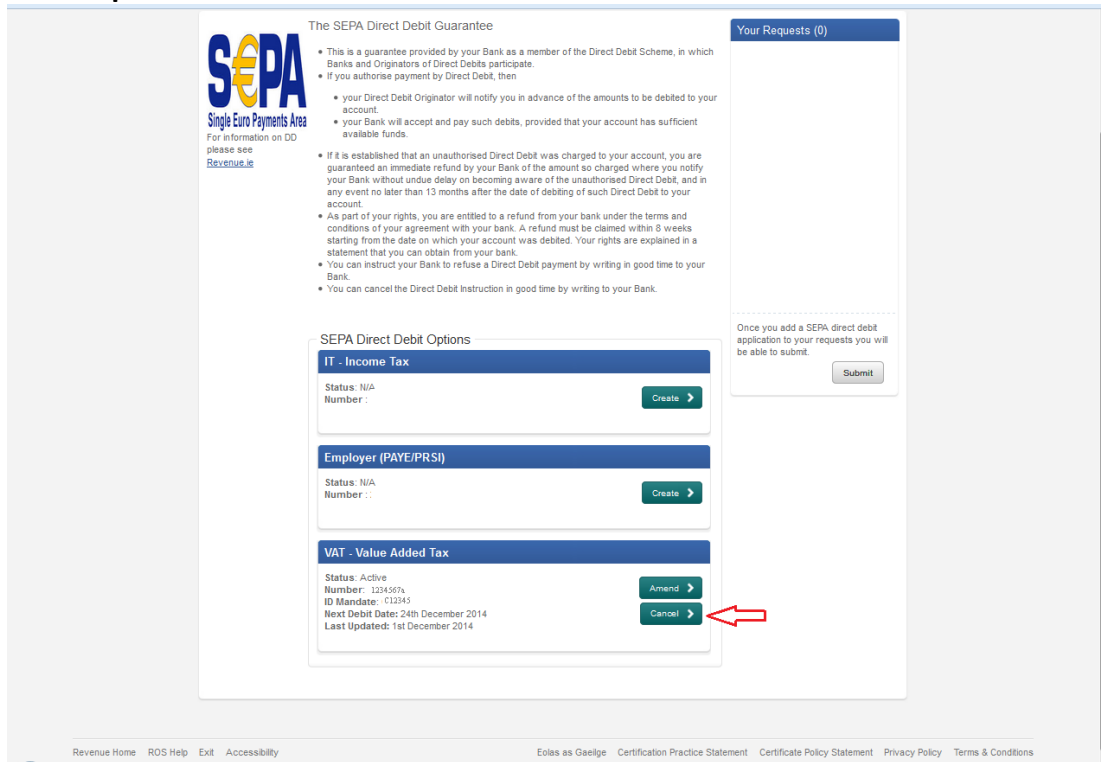 The SEPA Direct Debit Guarantee
S€PA
Single Euro Payments Area
For information on DD
please see
Revenue.ie
• This is a guarantee provided by your Bank as a member of the Direct Debit Scheme, in which
Banks and Originators of Direct Debits participate.
• If you authorise payment by Direct Debit, then
• your Direct Debit Originator will notify you in advance of the amounts to be debited to your
account.
• your Bank will accept and pay such debits, provided that your account has sufficient
available funds.
• If it is established that an unauthorised Direct Debit was charged to your account, you are
guaranteed an immediate refund by your Bank of the amount so charged where you notify
your Bank without undue delay on becoming aware of the unauthorised Direct Debit, and in
any event no later than 13 months after the date of debiting of such Direct Debit to your
account.
• As part of your rights, you are entitled to a refund from your bank under the terms and
conditions of your agreement with your bank. A refund must be claimed within 8 weeks
starting from the date on which your account was debited. Your rights are explained in a
statement that you can obtain from your bank.
• You can instruct your Bank to refuse a Direct Debit payment by writing in good time to your
Bank.
• You can cancel the Direct Debit Instruction in good time by writing to your Bank.
Your Requests (0)
Once you add a SEPA direct debit
application to your requests you will
be able to submit.
Submit
SEPA Direct Debit Options
IT - Income Tax
Status: N/A
Number :
Create
Employer (PAYE/PRSI)
Status: N/A
Number :
Create
VAT - Value Added Tax
Status: Active
Number: 1234567a
ID Mandate: C12345
Next Debit Date: 24th December 2014
Last Updated: 1st December 2014
Amend
Cancel
Revenue Home ROS Help Exit Accessibility Eolas as Gaeilge Certification Practice Statement Certificate Policy Statement Privacy Policy Terms & Conditions